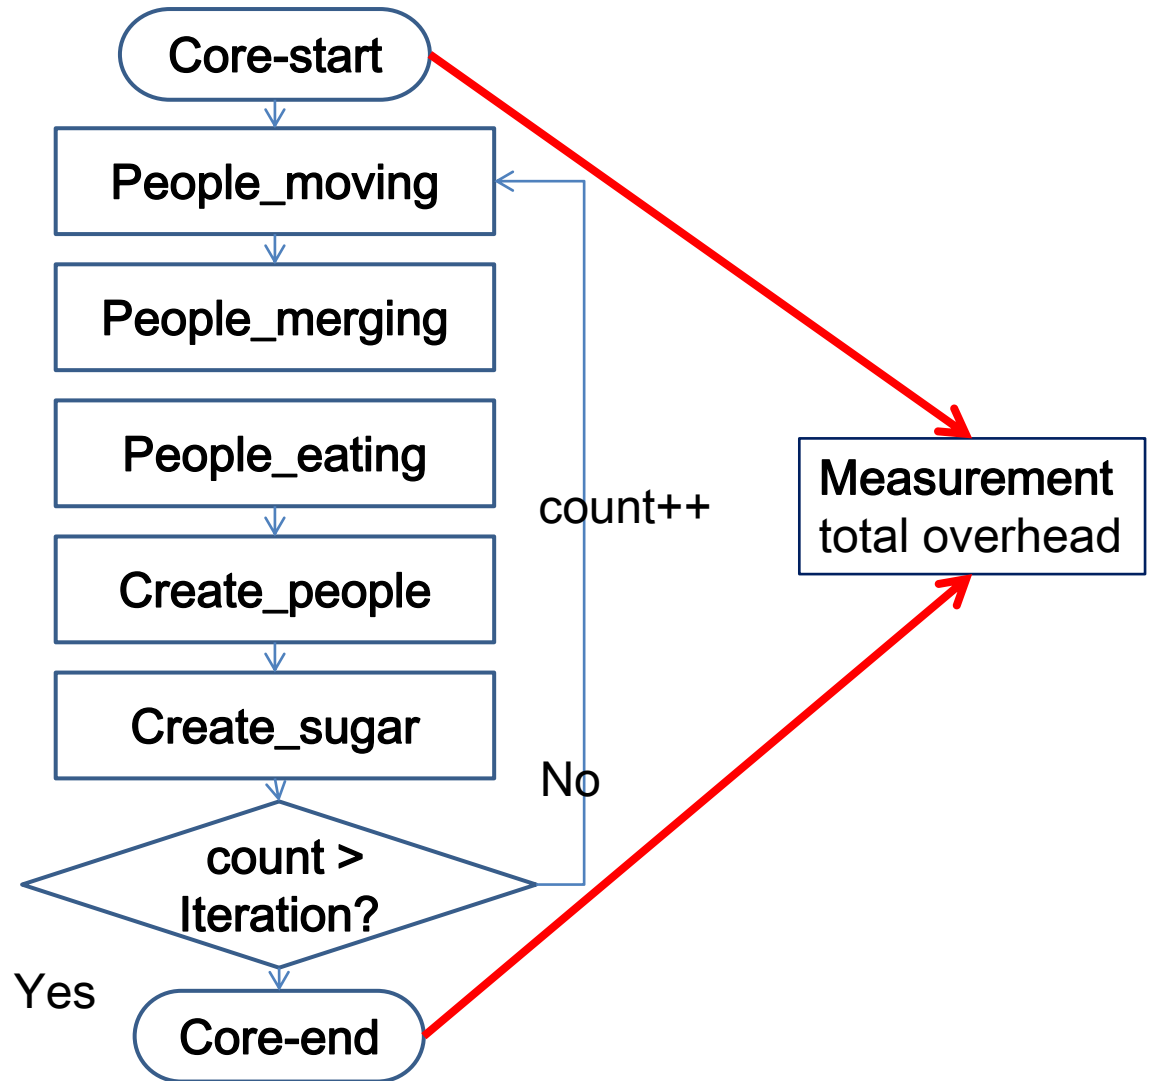 Core-start
People_moving
People_merging
People_eating
count++
Measurement
total overhead
Create_people
Create_sugar
No
count >
Iteration?
Yes
Core-end